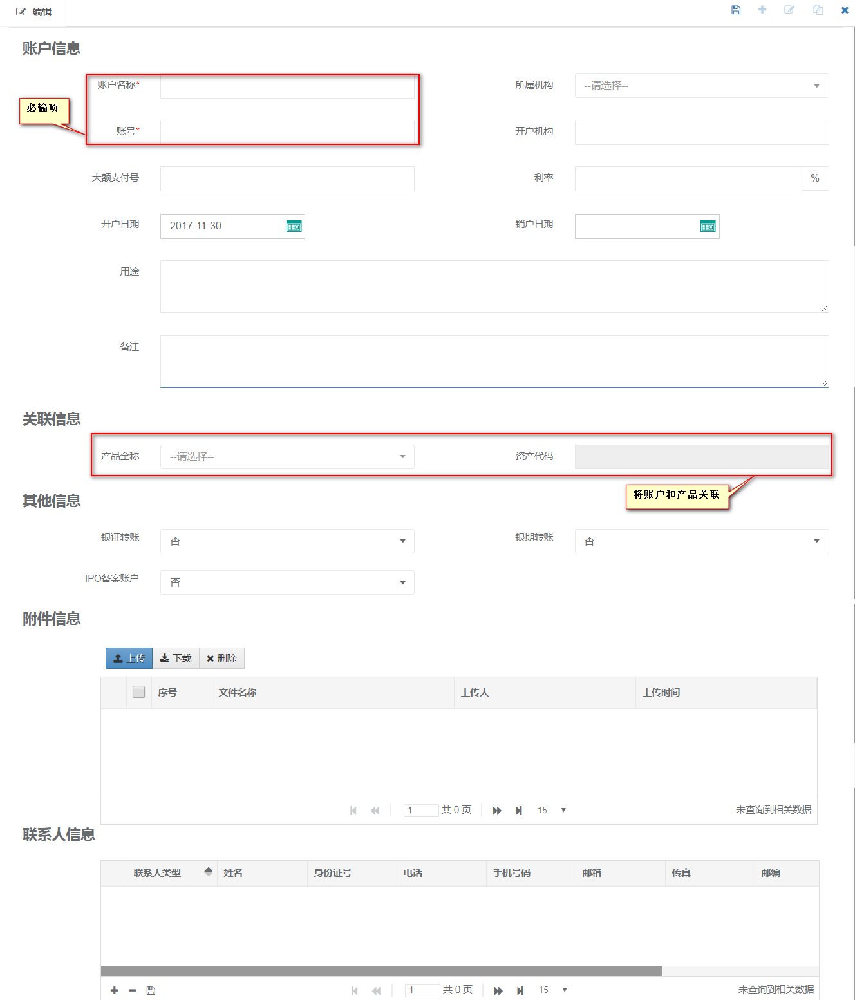 编辑
账户信息
账户名称*
所属机构
--请选择--
必输项
账号*
开户机构
大额支付号
利率
%
开户日期
2017-11-30
销户日期
用途
备注
关联信息
产品全称
--请选择--
资产代码
将账户和产品关联
其他信息
银证转账
否
银期转账
否
IPO备案账户
否
附件信息
上传 下载 删除
序号 文件名称 上传人 上传时间
1 共 0 页 15 未查询到相关数据
联系人信息
联系人类型 姓名 身份证号 电话 手机号码 邮箱 传真 邮编
1 共 0 页 15 未查询到相关数据